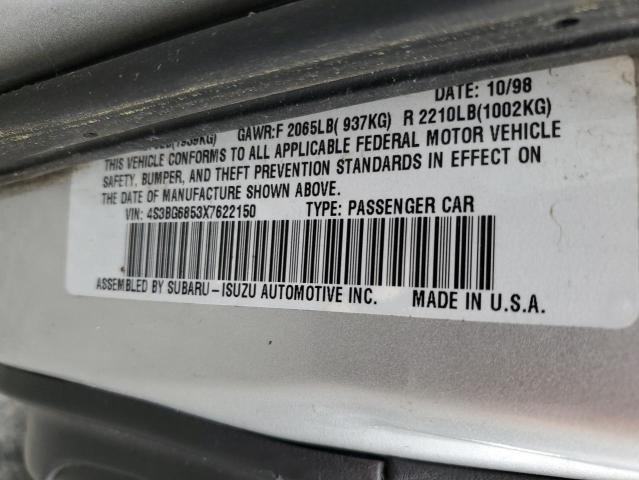 DATE: 10/98
(1939KG) GAWR:F 2065LB( 937KG) R 2210LB(1002KG)
THIS VEHICLE CONFORMS TO ALL APPLICABLE FEDERAL MOTOR VEHICLE
SAFETY, BUMPER, AND THEFT PREVENTION STANDARDS IN EFFECT ON
THE DATE OF MANUFACTURE SHOWN ABOVE.
VIN: 4S3BG6853X7622150 TYPE: PASSENGER CAR
ASSEMBLED BY SUBARU-ISUZU AUTOMOTIVE INC. MADE IN U.S.A.